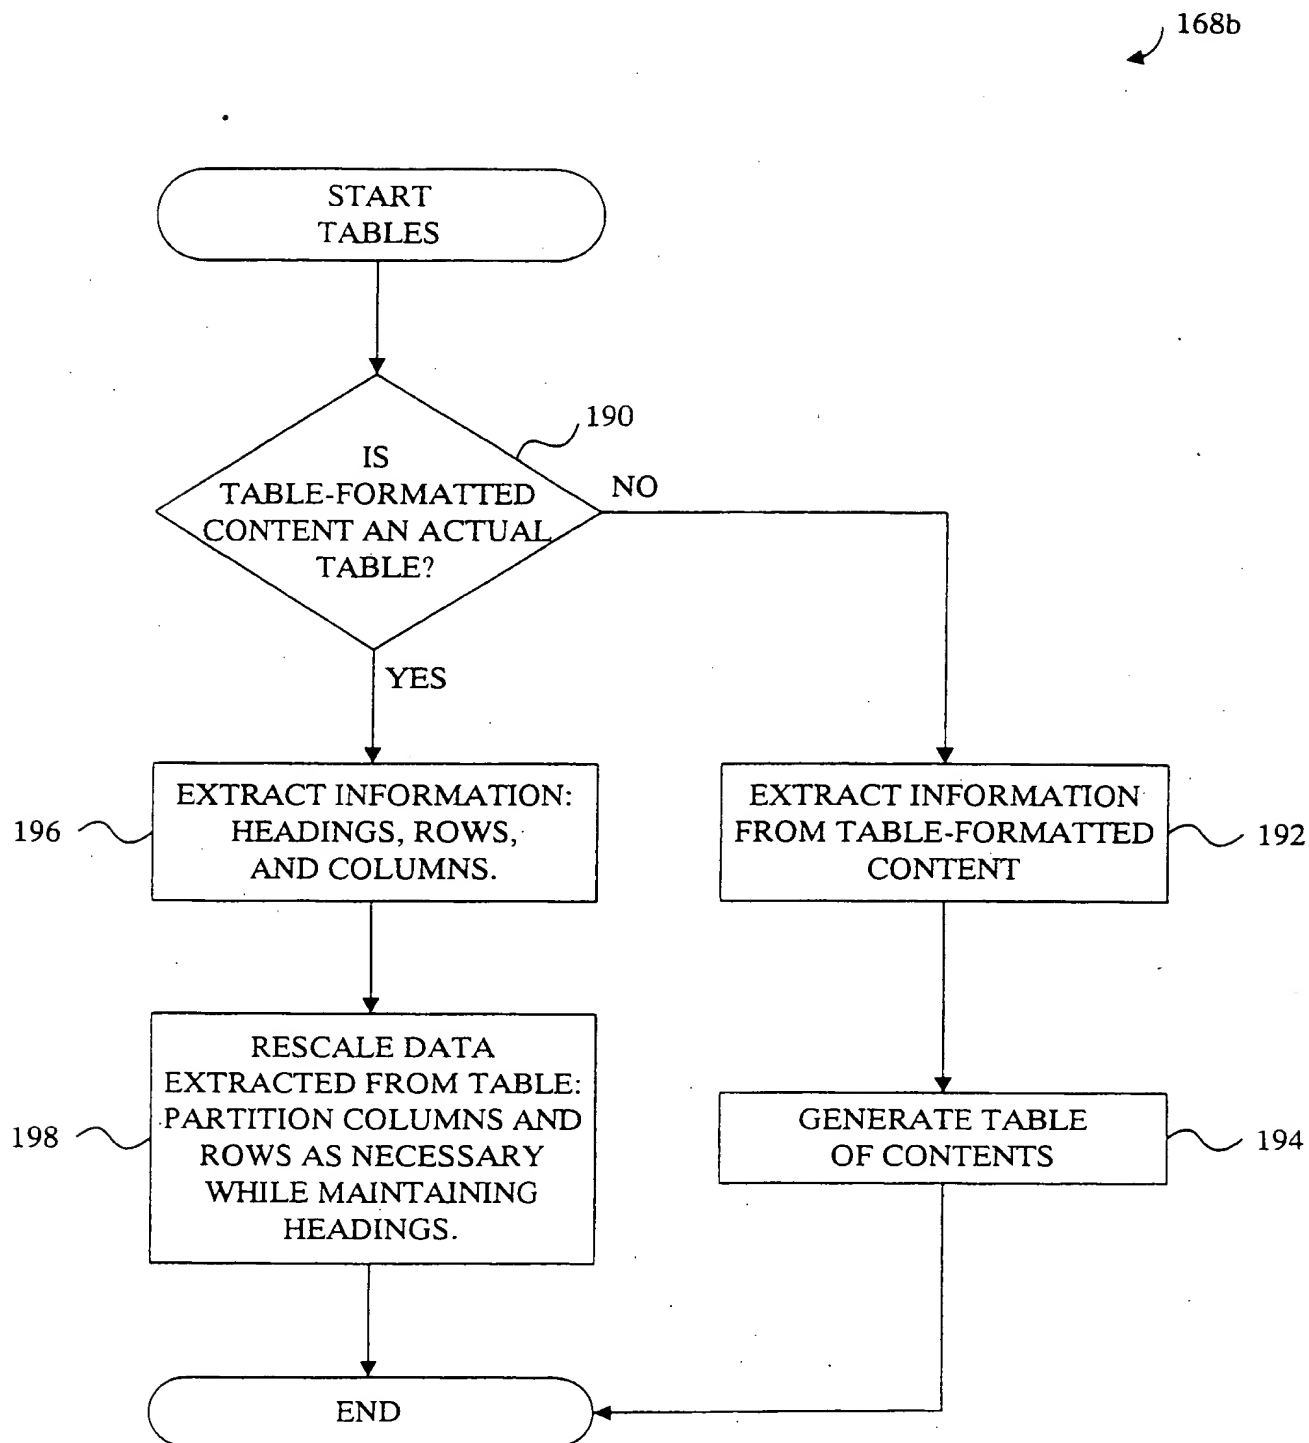 168b
START
TABLES
190
IS
TABLE-FORMATTED
CONTENT AN ACTUAL
TABLE?
NO
YES
196
EXTRACT INFORMATION:
HEADINGS, ROWS,
AND COLUMNS.
EXTRACT INFORMATION
FROM TABLE-FORMATTED
CONTENT
192
198
RESCALE DATA
EXTRACTED FROM TABLE:
PARTITION COLUMNS AND
ROWS AS NECESSARY
WHILE MAINTAINING
HEADINGS.
GENERATE TABLE
OF CONTENTS
194
END